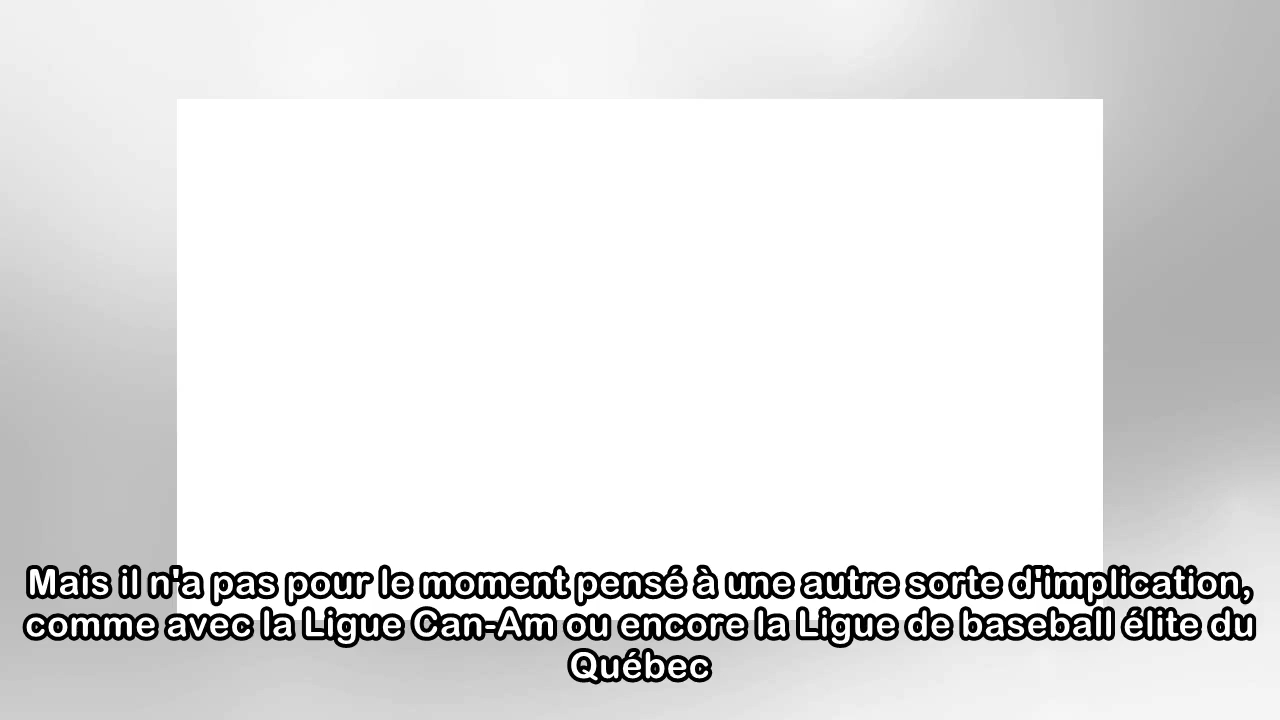 Mais il n'a pas pour le moment pensé à une autre sorte d'implication,
comme avec la Ligue Can-Am ou encore la Ligue de baseball élite du
Québec